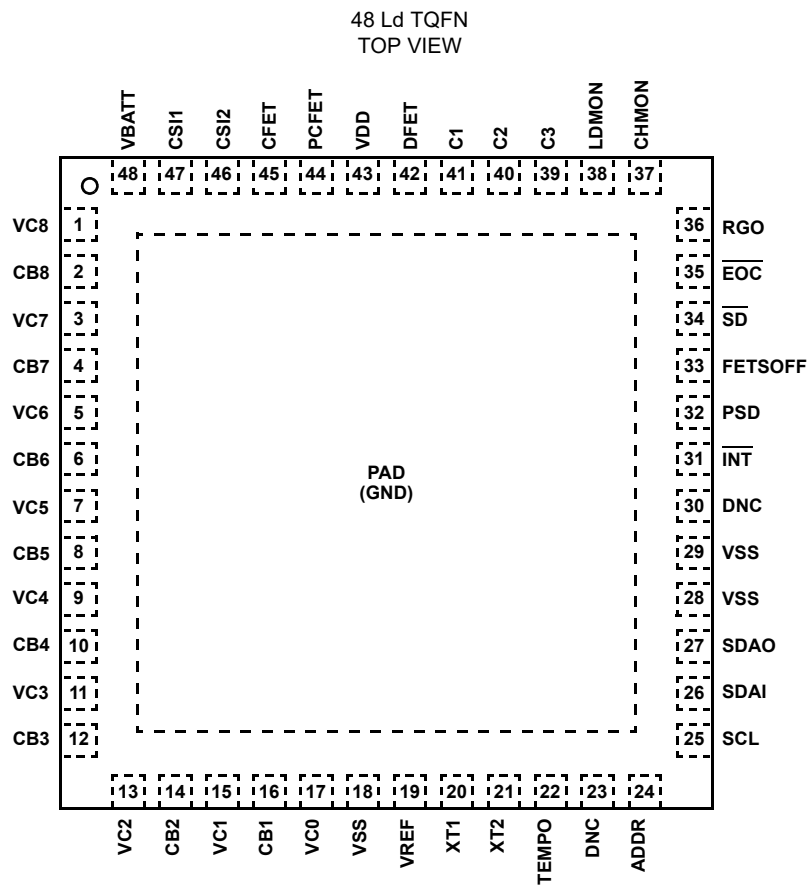 48 Ld TQFN
TOP VIEW
VBATT
CSI1
CSI2
CFET
PCFET
VDD
DFET
C1
C2
C3
LDMON
CHMON
48 47 46 45 44 43 42 41 40 39 38 37
VC8 1
36 RGO
CB8 2
35 EOC
VC7 3
34 SD
CB7 4
33 FETSOFF
VC6 5
32 PSD
CB6 6
31 INT
VC5 7
30 DNC
CB5 8
29 VSS
VC4 9
28 VSS
CB4 10
27 SDAO
VC3 11
26 SDAI
CB3 12
25 SCL
PAD
(GND)
13 14 15 16 17 18 19 20 21 22 23 24
VC2
CB2
VC1
CB1
VC0
VSS
VREF
XT1
XT2
TEMPO
DNC
ADDR